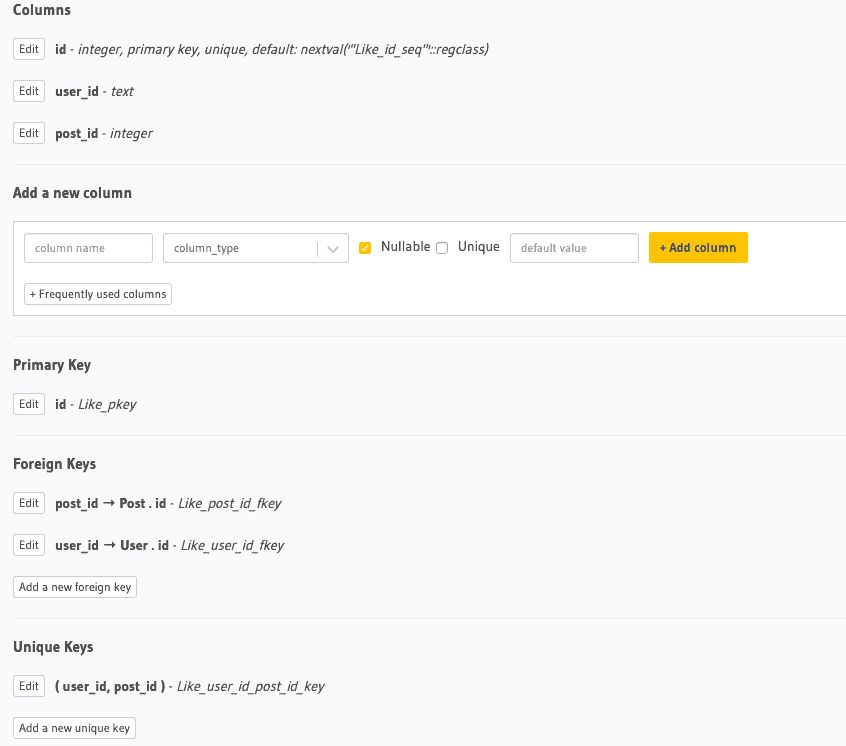 Columns
Edit id - integer, primary key, unique, default: nextval('"Like_id_seq"'::regclass)
Edit user_id - text
Edit post_id - integer
Add a new column
column name column_type Nullable Unique default value + Add column
+ Frequently used columns
Primary Key
Edit id - Like_pkey
Foreign Keys
Edit post_id → Post . id - Like_post_id_fkey
Edit user_id → User . id - Like_user_id_fkey
Add a new foreign key
Unique Keys
Edit ( user_id, post_id ) - Like_user_id_post_id_key
Add a new unique key